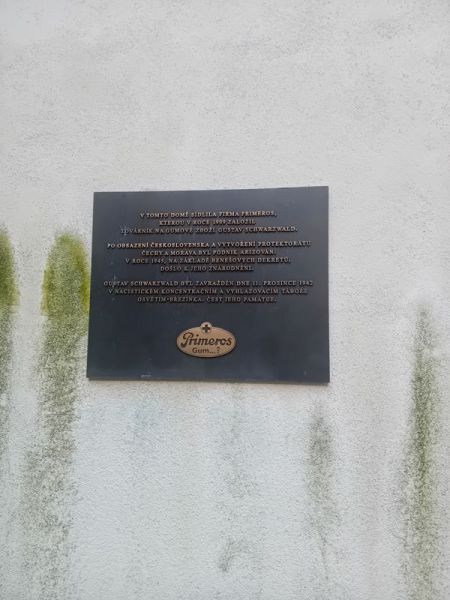 V TOMTO DOMĚ SÍDLILA FIRMA PRIMEROS,
KTEROU V ROCE 1909 ZALOŽIL
TOVÁRNÍK NA GUMOVÉ ZBOŽÍ GUSTAV SCHWARZWALD.
PO OBSAZENÍ ČESKOSLOVENSKA A VYTVOŘENÍ PROTEKTORÁTU
ČECHY A MORAVA BYL PODNIK ARIZOVÁN.
V ROCE 1945, NA ZÁKLADĚ BENEŠOVÝCH DEKRETŮ,
DOŠLO K JEHO ZNÁRODNĚNÍ.
GUSTAV SCHWARZWALD BYL ZAVRAŽDĚN DNE 11. PROSINCE 1942
V NACISTICKÉM KONCENTRAČNÍM A VYHLAZOVACÍM TÁBOŘE
OSVĚTIM-BŘEZINKA. ČEST JEHO PAMÁTCE.
Primeros
Gum...?